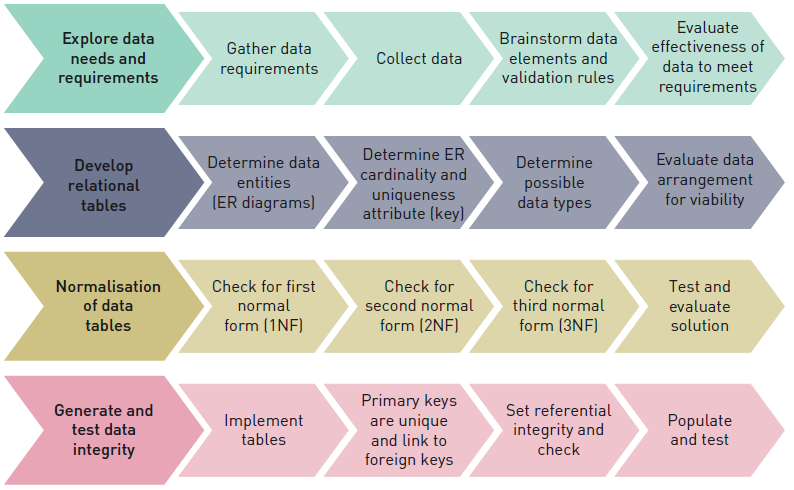 Explore data
needs and
requirements
Gather data
requirements
Collect data
Brainstorm data
elements and
validation rules
Evaluate
effectiveness of
data to meet
requirements
Develop
relational
tables
Determine data
entities
(ER diagrams)
Determine ER
cardinality and
uniqueness
attribute (key)
Determine
possible
data types
Evaluate data
arrangement
for viability
Normalisation
of data
tables
Check for first
normal
form (1NF)
Check for
second normal
form (2NF)
Check for
third normal
form (3NF)
Test and
evaluate
solution
Generate and
test data
integrity
Implement
tables
Primary keys
are unique
and link to
foreign keys
Set referential
integrity and
check
Populate
and test